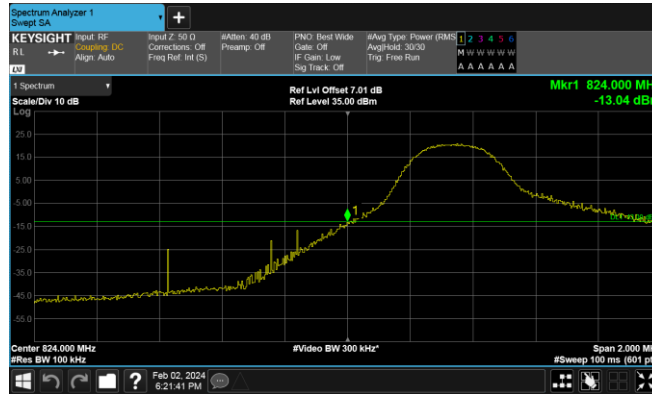 Spectrum Analyzer 1
Swept SA
KEYSIGHT Input: RF Input Z: 50 Ω #Atten: 40 dB PNO: Best Wide #Avg Type: Power (RMS 1 2 3 4 5 6
RL Coupling: DC Corrections: Off Preamp: Off Gate: Off Avg|Hold: 30/30 M W W W W W
Align: Auto Freq Ref: Int (S) IF Gain: Low Trig: Free Run
Sig Track: Off A A A A A A
LXI
1 Spectrum Ref Lvl Offset 7.01 dB Mkr1 824.000 MH
Scale/Div 10 dB Ref Level 35.00 dBm -13.04 dB
Log
25.0
15.0
5.00
1
-5.00
-15.0
-25.0
-35.0
-45.0
-55.0
Center 824.000 MHz #Video BW 300 kHz* Span 2.000 M
#Res BW 100 kHz #Sweep 100 ms (601 pt
? Feb 02, 2024
6:21:41 PM